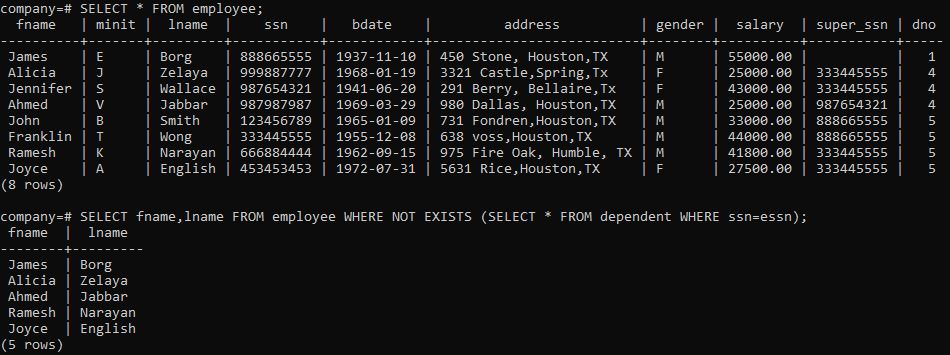 company=# SELECT * FROM employee;
  fname   | minit |  lname  |    ssn    |   bdate    |         address          | gender |  salary  | super_ssn | dno
----------+-------+---------+-----------+------------+--------------------------+--------+----------+-----------+-----
 James    | E     | Borg    | 888665555 | 1937-11-10 | 450 Stone, Houston,TX    | M      | 55000.00 |           |   1
 Alicia   | J     | Zelaya  | 999887777 | 1968-01-19 | 3321 Castle,Spring,Tx    | F      | 25000.00 | 333445555 |   4
 Jennifer | S     | Wallace | 987654321 | 1941-06-20 | 291 Berry, Bellaire,Tx   | F      | 43000.00 | 333445555 |   4
 Ahmed    | V     | Jabbar  | 987987987 | 1969-03-29 | 980 Dallas, Houston,TX   | M      | 25000.00 | 987654321 |   4
 John     | B     | Smith   | 123456789 | 1965-01-09 | 731 Fondren,Houston,TX   | M      | 33000.00 | 888665555 |   5
 Franklin | T     | Wong    | 333445555 | 1955-12-08 | 638 voss,Houston,TX      | M      | 44000.00 | 888665555 |   5
 Ramesh   | K     | Narayan | 666884444 | 1962-09-15 | 975 Fire Oak, Humble, TX | M      | 41800.00 | 333445555 |   5
 Joyce    | A     | English | 453453453 | 1972-07-31 | 5631 Rice,Houston,TX     | F      | 27500.00 | 333445555 |   5
(8 rows)
company=# SELECT fname,lname FROM employee WHERE NOT EXISTS (SELECT * FROM dependent WHERE ssn=essn);
 fname  |  lname
--------+---------
 James  | Borg
 Alicia | Zelaya
 Ahmed  | Jabbar
 Ramesh | Narayan
 Joyce  | English
(5 rows)